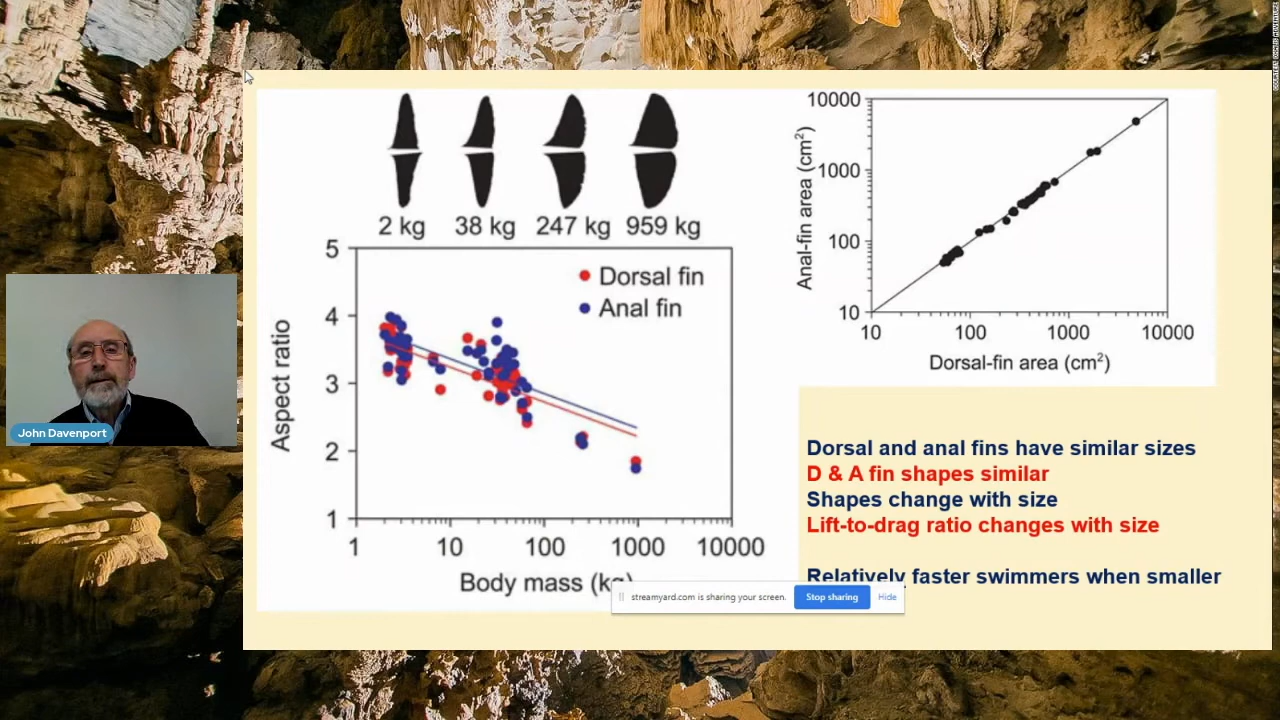 2 kg 38 kg 247 kg 959 kg
5
4
3
2
1
Aspect ratio
Dorsal fin
Anal fin
1 10 100 1000 10000
Body mass (kg)
10000
1000
100
10
Anal-fin area (cm²)
10 100 1000 10000
Dorsal-fin area (cm²)
John Davenport
Dorsal and anal fins have similar sizes
D & A fin shapes similar
Shapes change with size
Lift-to-drag ratio changes with size
Relatively faster swimmers when smaller
streamyard.com is sharing your screen. Stop sharing Hide